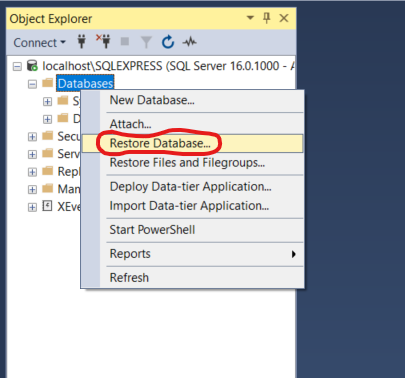 Object Explorer
Connect
localhost\SQLEXPRESS (SQL Server 16.0.1000 - A
Databases
Sy
D
New Database...
Attach...
Secu
Restore Database...
Serv
Restore Files and Filegroups...
Repl
Deploy Data-tier Application...
Man
Import Data-tier Application...
XEve
Start PowerShell
Reports
Refresh